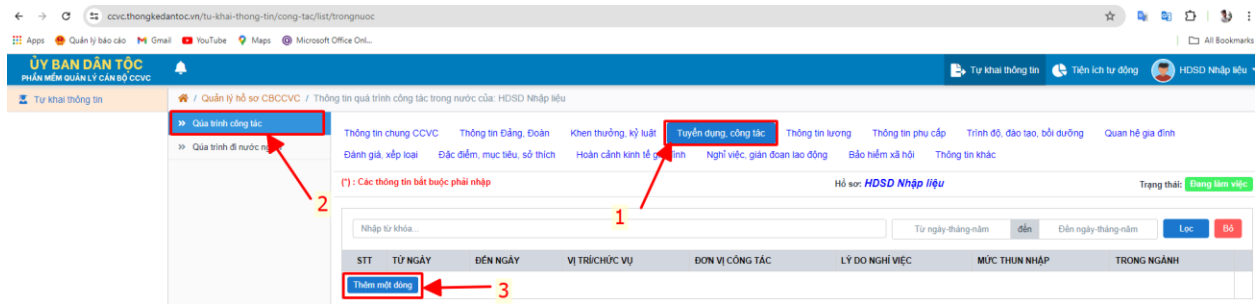 ccvc.thongkedantoc.vn/tu-khai-thong-tin/cong-tac/list/trongnuoc
Apps Quản lý báo cáo Gmail YouTube Maps Microsoft Office Onl... All Bookmarks
ỦY BAN DÂN TỘC
PHẦN MỀM QUẢN LÝ CÁN BỘ CCVC
Tự khai thông tin Tiện ích tự động HDSD Nhập liệu
Tự khai thông tin
/ Quản lý hồ sơ CBCCVC / Thông tin quá trình công tác trong nước của: HDSD Nhập liệu
Qúa trình công tác
Qúa trình đi nước ng
Thông tin chung CCVC Thông tin Đảng, Đoàn Khen thưởng, kỷ luật Tuyển dụng, công tác Thông tin lương Thông tin phụ cấp Trình độ, đào tạo, bồi dưỡng Quan hệ gia đình
Đánh giá, xếp loại Đặc điểm, mục tiêu, sở thích Hoàn cảnh kinh tế g đình Nghỉ việc, gián đoạn lao động Bảo hiểm xã hội Thông tin khác
(*) : Các thông tin bắt buộc phải nhập Hồ sơ: HDSD Nhập liệu Trạng thái: Đang làm việc
2
1
Nhập từ khóa... Từ ngày-tháng-năm đến Đến ngày-tháng-năm Lọc Bỏ
STT TỪ NGÀY ĐẾN NGÀY VỊ TRÍ/CHỨC VỤ ĐƠN VỊ CÔNG TÁC LÝ DO NGHỈ VIỆC MỨC THUN NHẬP TRONG NGÀNH
Thêm một dòng
3